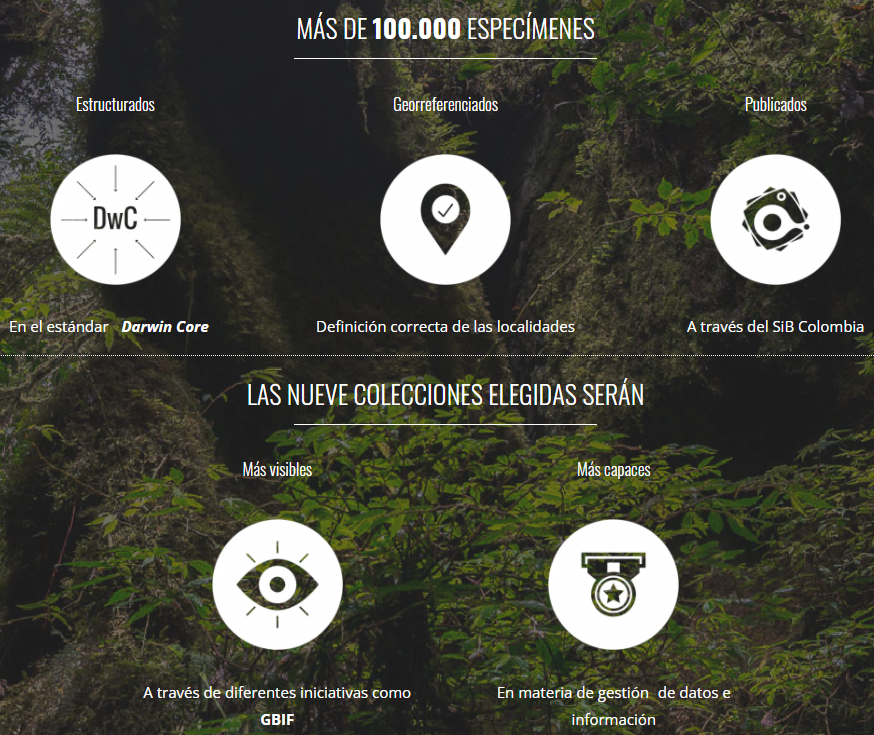 MÁS DE 100.000 ESPECÍMENES
Estructurados
Georreferenciados
Publicados
DwC
En el estándar Darwin Core
Definición correcta de las localidades
A través del SiB Colombia
LAS NUEVE COLECCIONES ELEGIDAS SERÁN
Más visibles
Más capaces
A través de diferentes iniciativas como
GBIF
En materia de gestión de datos e
información